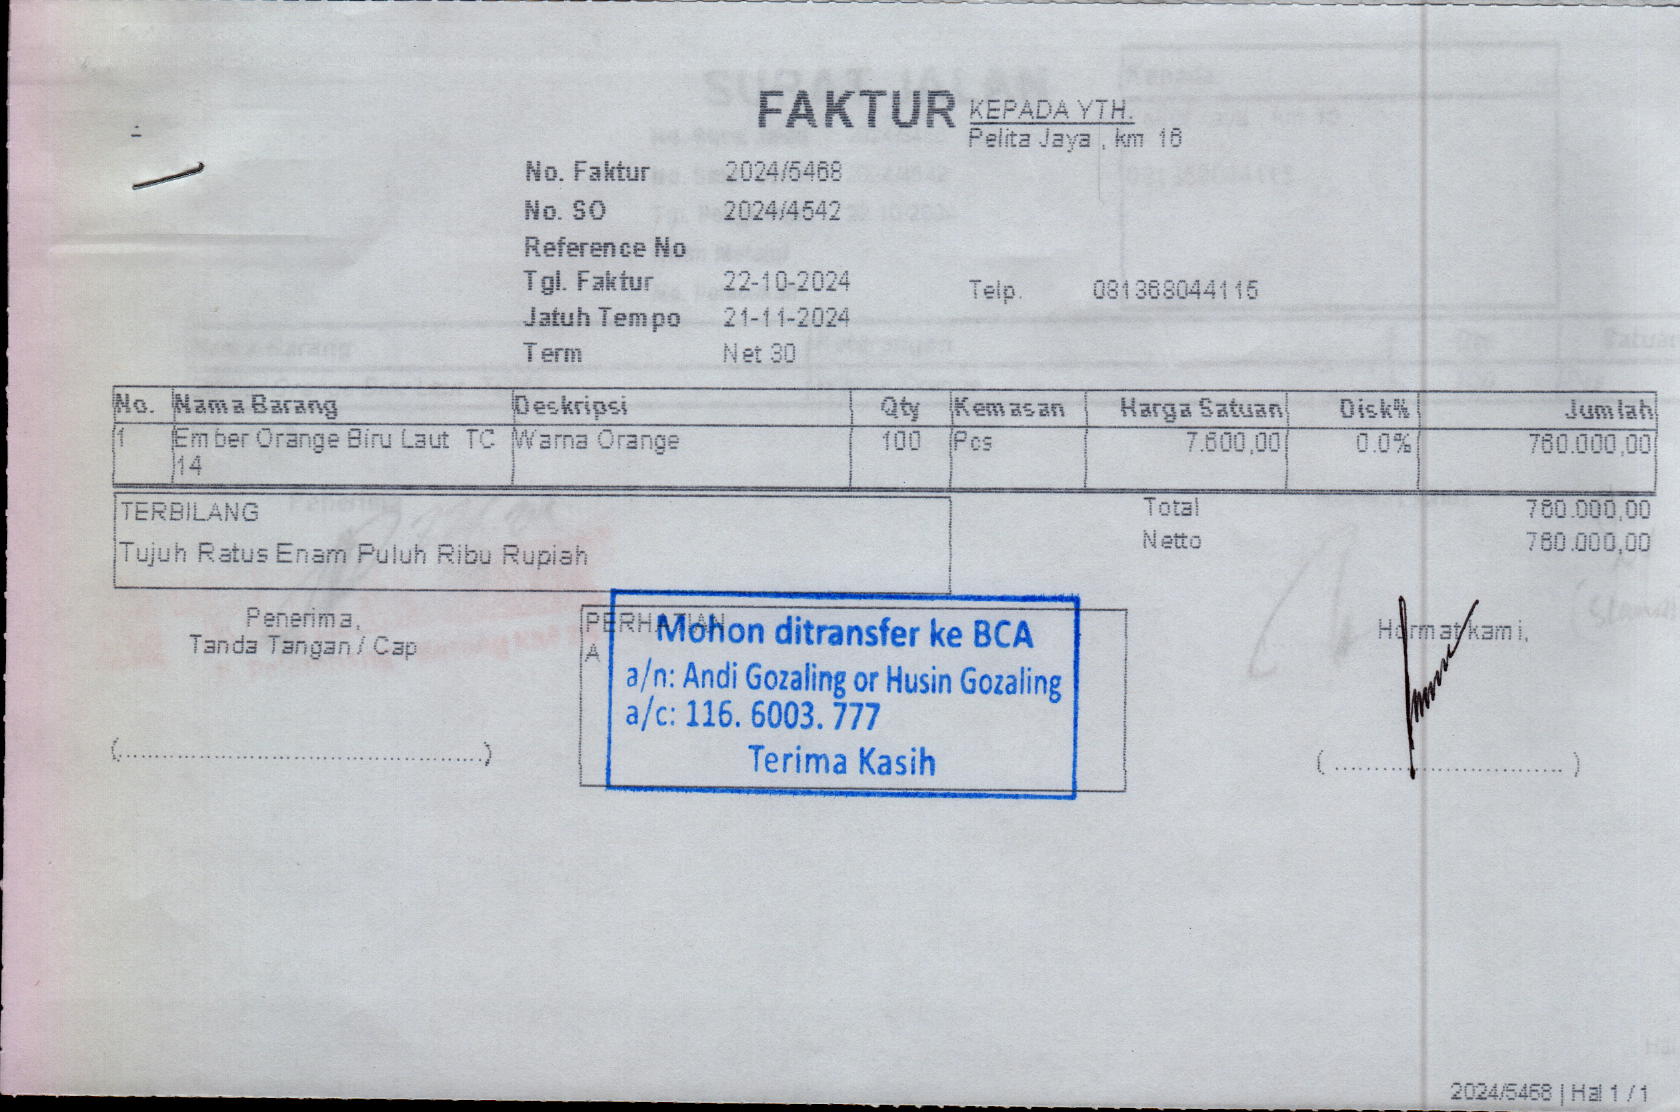 FAKTUR
KEPADA YTH.
Pelita Jaya , km 16
No. Faktur 2024/5468
No. SO 2024/4542
Reference No
Tgl. Faktur 22-10-2024
Telp. 081368044115
Jatuh Tempo 21-11-2024
Term Net 30
No. Nama Barang Deskripsi Qty Kemasan Harga Satuan Disk% Jumlah
1 Ember Orange Biru Laut TC Warna Orange 100 Pcs 7.600,00 0.0% 760.000,00
14
TERBILANG
Tujuh Ratus Enam Puluh Ribu Rupiah
Total 760.000,00
Netto 760.000,00
Penerima,
Tanda Tangan / Cap
(............................................)
PERHATIAN
A
Mohon ditransfer ke BCA
a/n: Andi Gozaling or Husin Gozaling
a/c: 116. 6003. 777
Terima Kasih
Hormat kami,
( ............................ )
2024/5468 | Hal 1 / 1